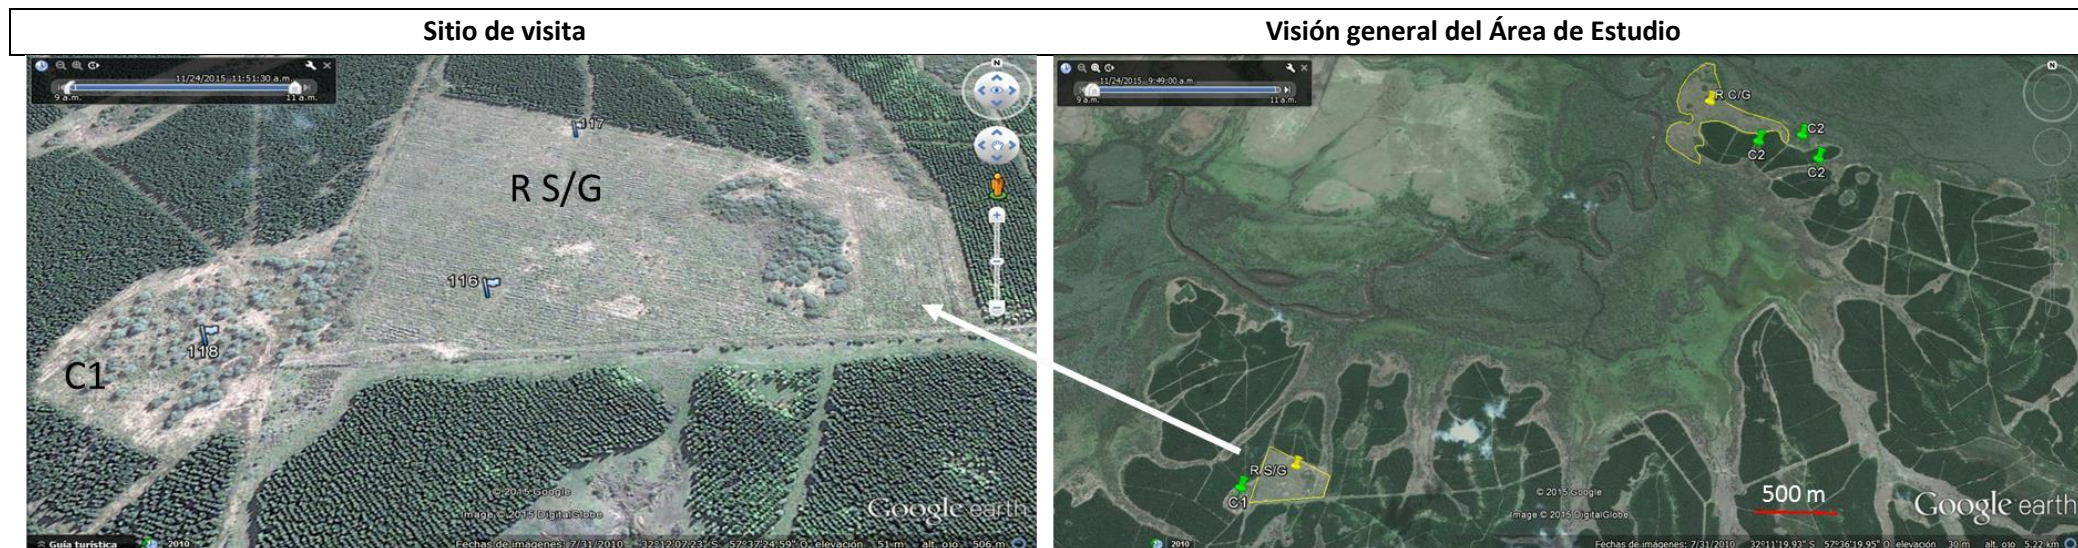 Sitio de visita
Visión general del Área de Estudio
11/24/2015 11:51:30 a.m.
9 a.m.
11 a.m.
N
117
R S/G
116
118
C1
© 2015 Google
Image © 2015 DigitalGlobe
Google earth
Guía turística
2010
Fechas de imágenes: 7/31/2010 32°12'07.23" S 57°37'24.59" O elevación 51 m alt. ojo 506 m
11/24/2015 9:49:00 a.m.
9 a.m.
11 a.m.
N
R C/G
C2
C2
C2
R S/G
C1
500 m
© 2015 Google
Image © 2015 DigitalGlobe
Google earth
2010
Fechas de imágenes: 7/31/2010 32°11'19.93" S 57°36'19.95" O elevación 30 m alt. ojo 5.22 km